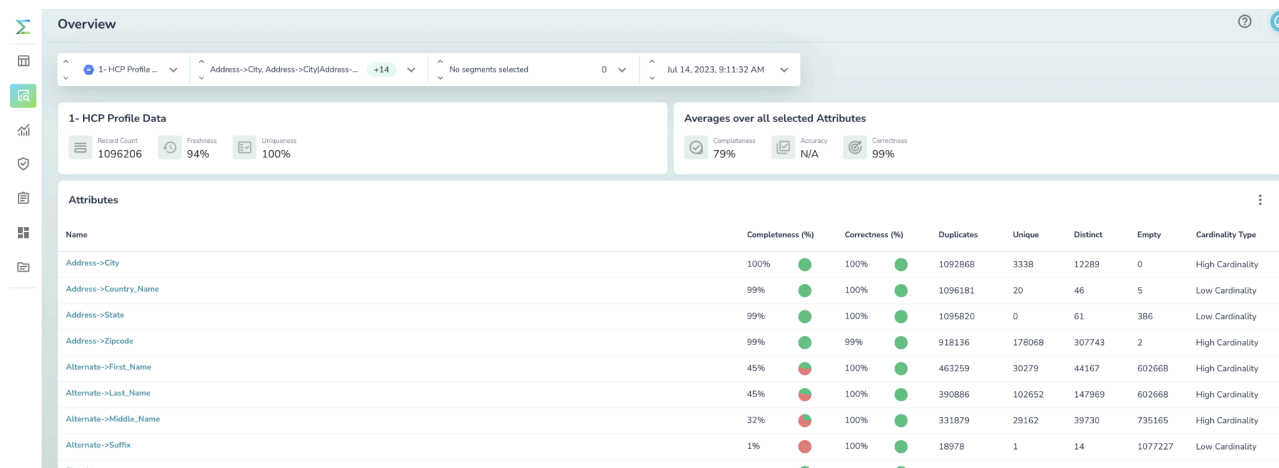 Overview
1- HCP Profile ... Address->City, Address->City|Address-... +14 No segments selected 0 Jul 14, 2023, 9:11:32 AM
1- HCP Profile Data
Record Count Freshness Uniqueness
1096206 94% 100%
Averages over all selected Attributes
Completeness Accuracy Correctness
79% N/A 99%
Attributes
Name Completeness (%) Correctness (%) Duplicates Unique Distinct Empty Cardinality Type
Address->City 100% 100% 1092868 3338 12289 0 High Cardinality
Address->Country_Name 99% 100% 1096181 20 46 5 Low Cardinality
Address->State 99% 100% 1095820 0 61 386 Low Cardinality
Address->Zipcode 99% 99% 918136 178068 307743 2 High Cardinality
Alternate->First_Name 45% 100% 463259 30279 44167 602668 High Cardinality
Alternate->Last_Name 45% 100% 390886 102652 147969 602668 High Cardinality
Alternate->Middle_Name 32% 100% 331879 29162 39730 735165 High Cardinality
Alternate->Suffix 1% 100% 18978 1 14 1077227 Low Cardinality